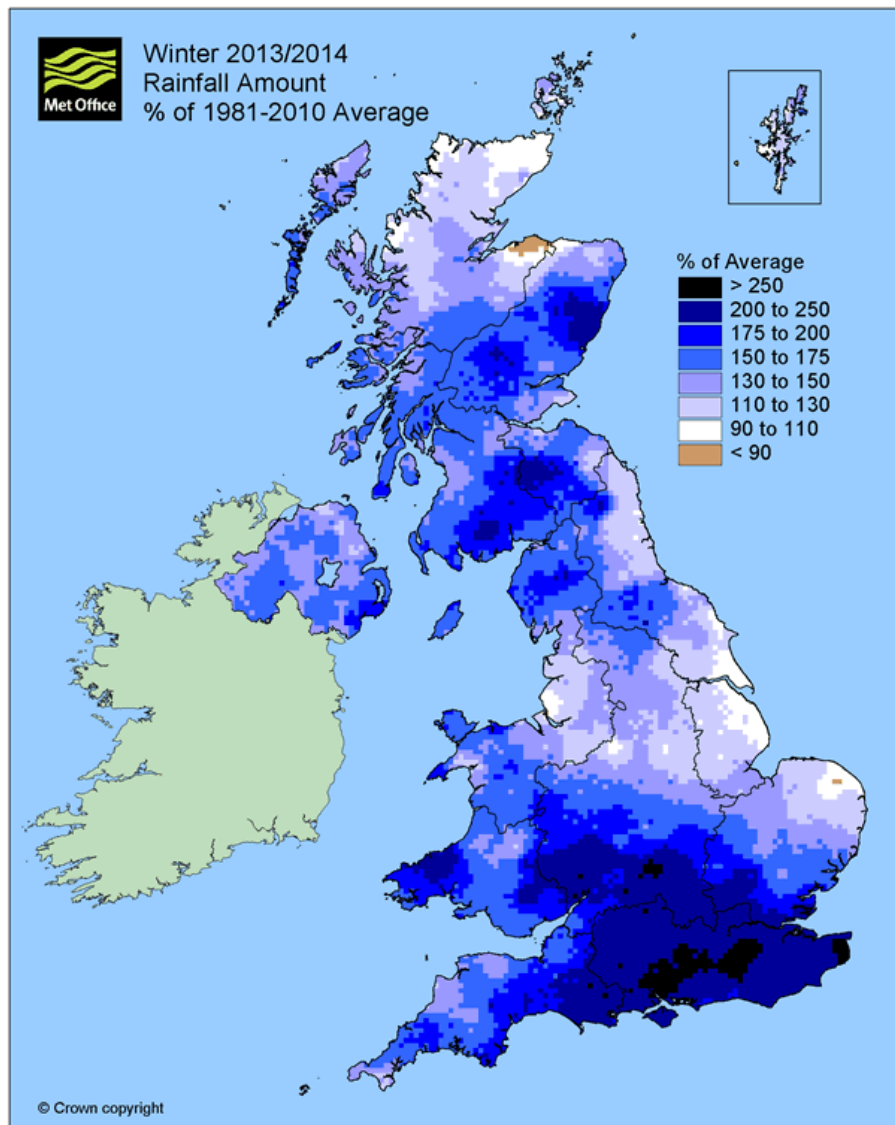 Met Office
Winter 2013/2014
Rainfall Amount
% of 1981-2010 Average
% of Average
> 250
200 to 250
175 to 200
150 to 175
130 to 150
110 to 130
90 to 110
< 90
© Crown copyright